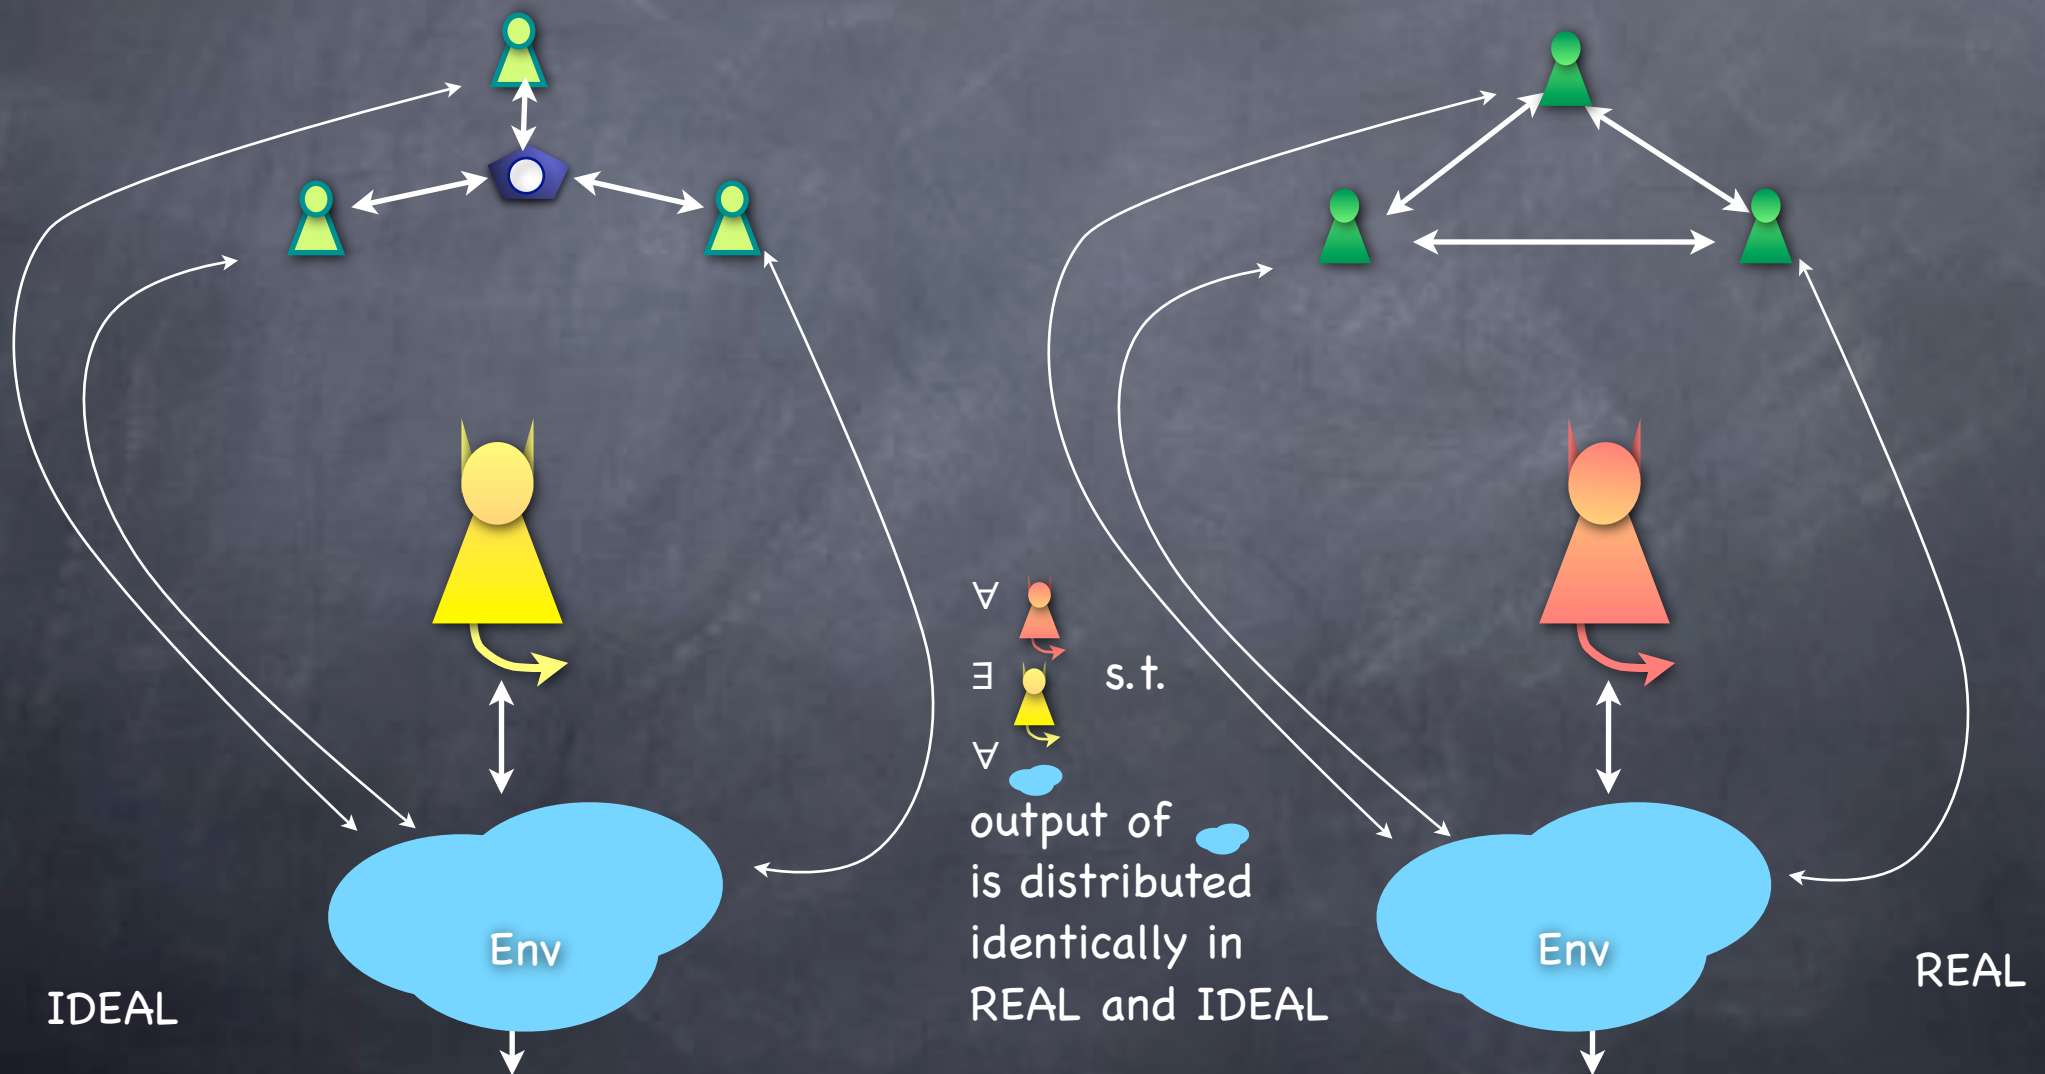 ∀
∃ s.t.
∀
output of
is distributed
identically in
REAL and IDEAL
Env
IDEAL
Env
REAL